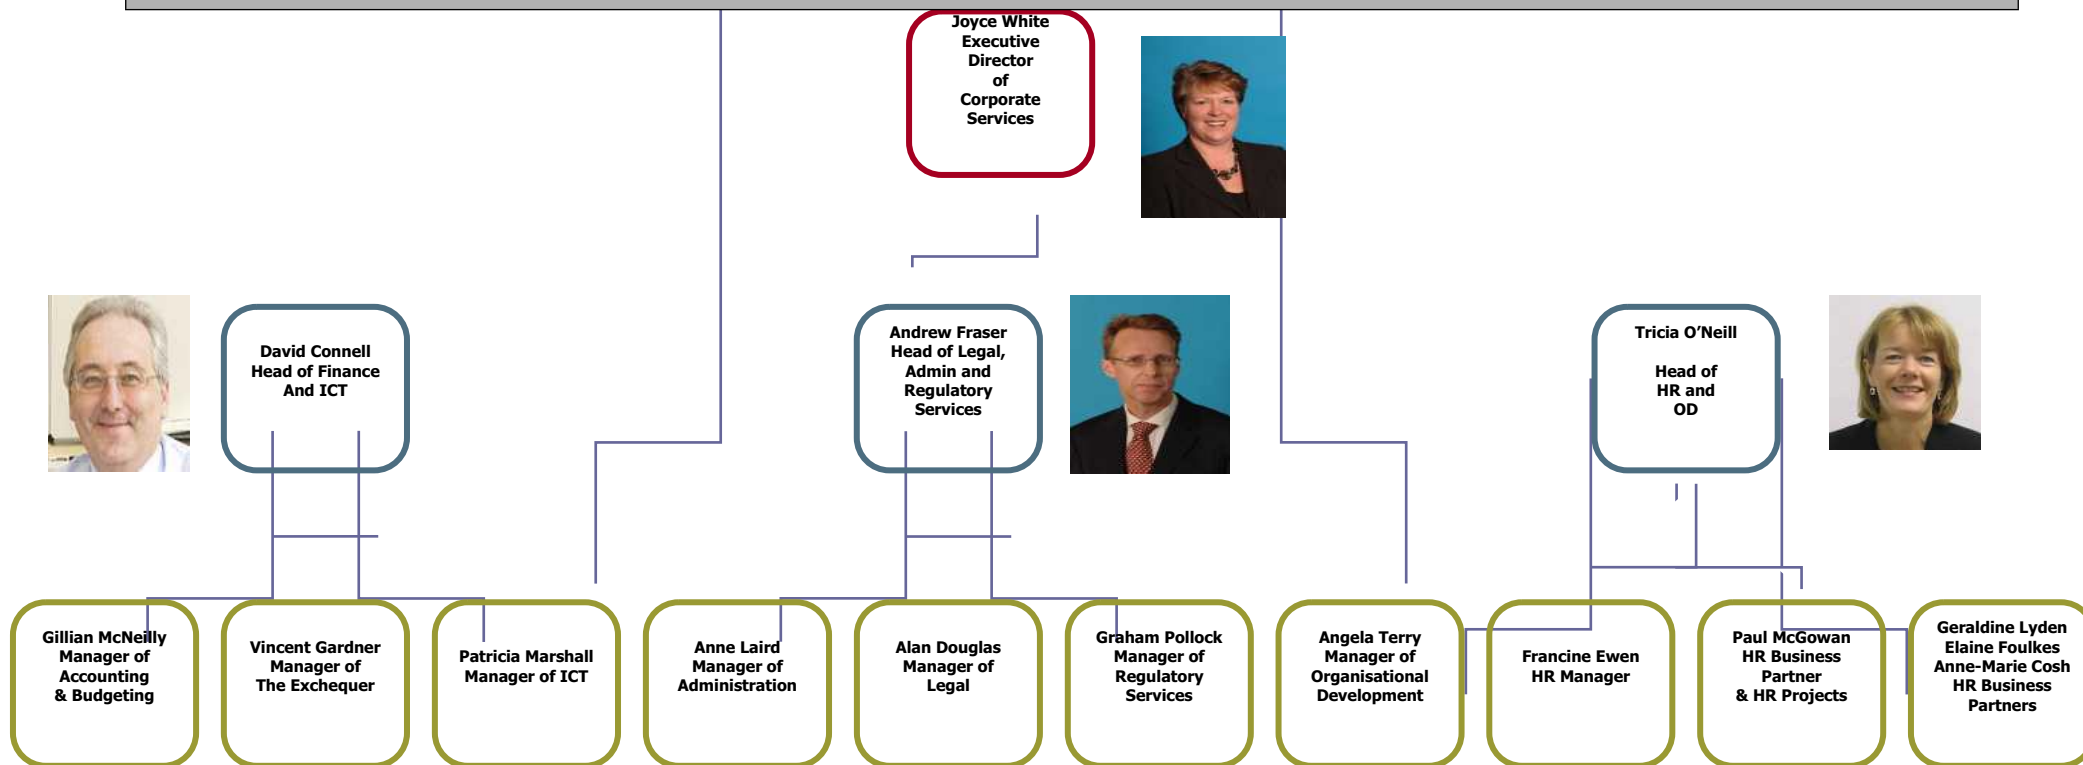 Joyce White
Executive
Director
of
Corporate
Services
David Connell
Head of Finance
And ICT
Andrew Fraser
Head of Legal,
Admin and
Regulatory
Services
Tricia O’Neill
Head of
HR and
OD
Gillian McNeilly
Manager of
Accounting
& Budgeting
Vincent Gardner
Manager of
The Exchequer
Patricia Marshall
Manager of ICT
Anne Laird
Manager of
Administration
Alan Douglas
Manager of
Legal
Graham Pollock
Manager of
Regulatory
Services
Angela Terry
Manager of
Organisational
Development
Francine Ewen
HR Manager
Paul McGowan
HR Business
Partner
& HR Projects
Geraldine Lyden
Elaine Foulkes
Anne-Marie Cosh
HR Business
Partners